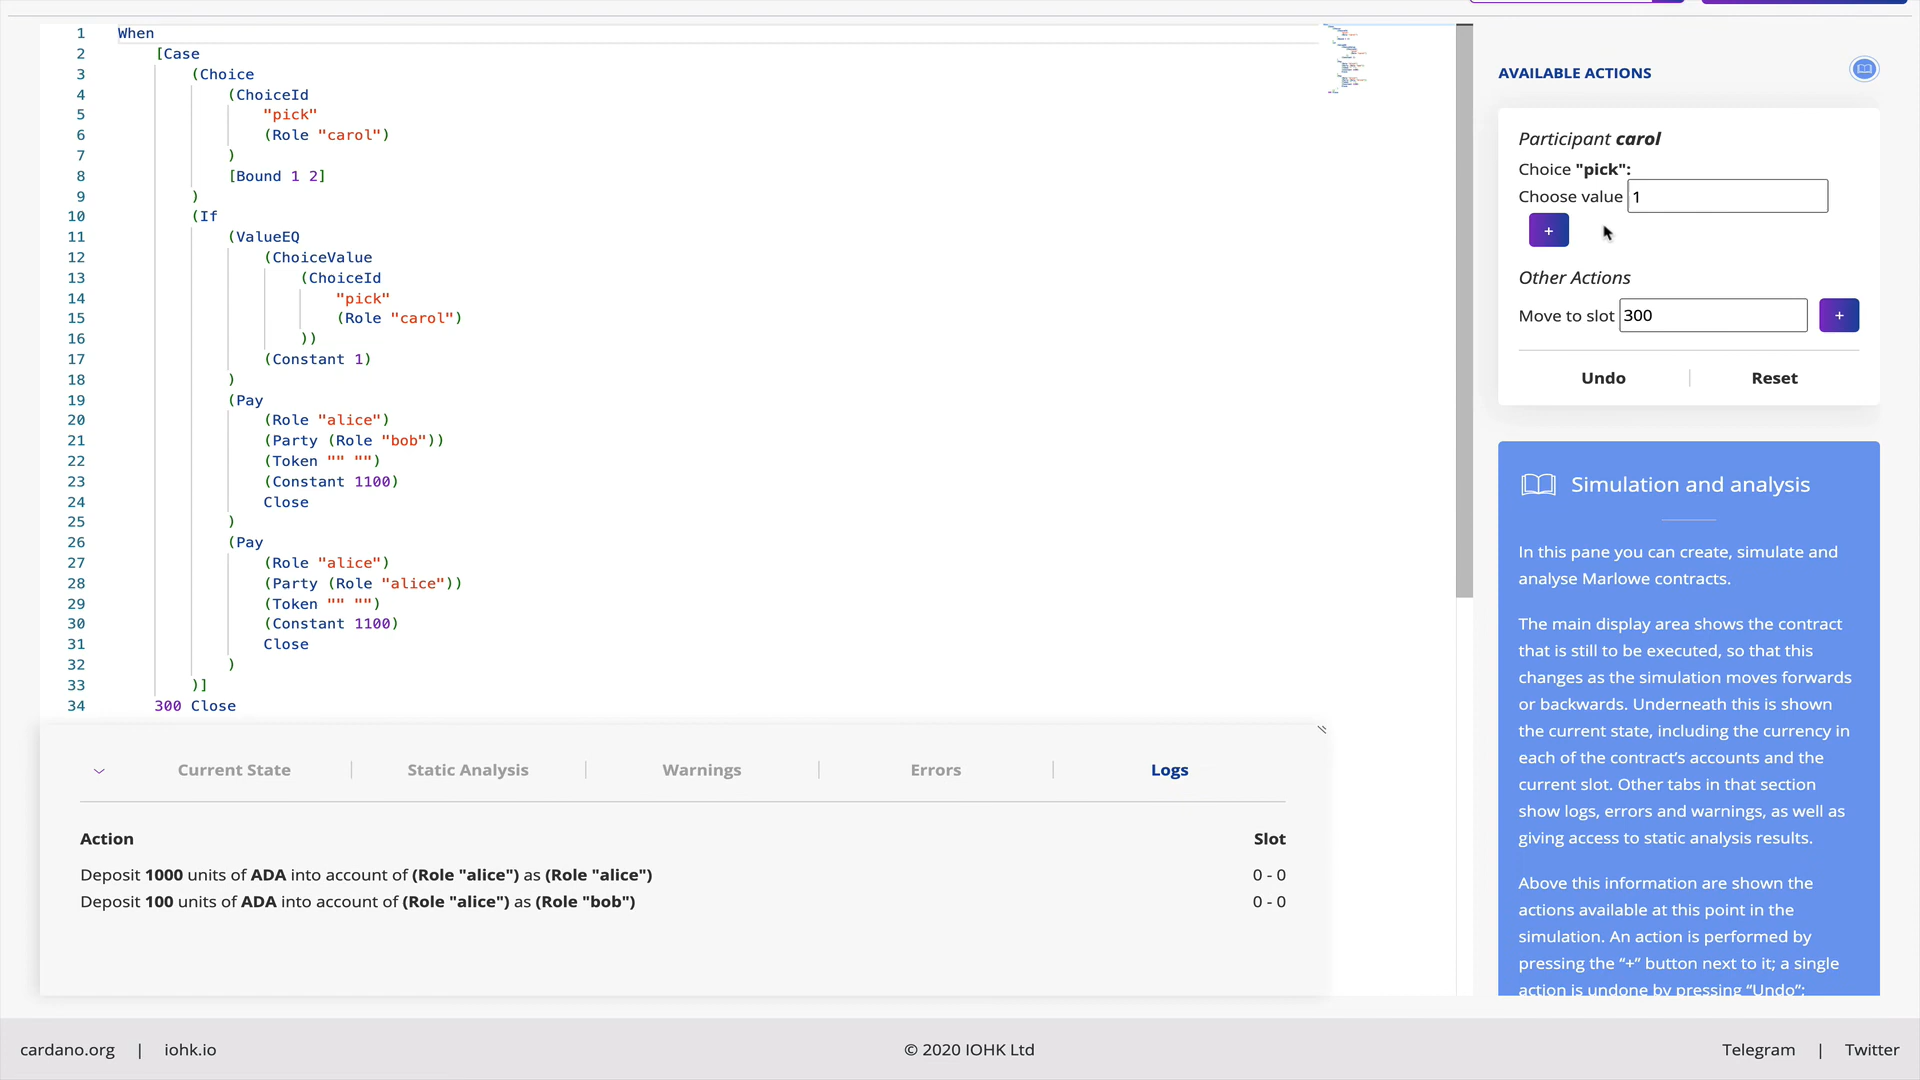 1 When
2 [Case
3 (Choice
4 (ChoiceId
5 "pick"
6 (Role "carol")
7 )
8 [Bound 1 2]
9 )
10 (If
11 (ValueEQ
12 (ChoiceValue
13 (ChoiceId
14 "pick"
15 (Role "carol")
16 ))
17 (Constant 1)
18 )
19 (Pay
20 (Role "alice")
21 (Party (Role "bob"))
22 (Token "" "")
23 (Constant 1100)
24 Close
25 )
26 (Pay
27 (Role "alice")
28 (Party (Role "alice"))
29 (Token "" "")
30 (Constant 1100)
31 Close
32 )
33 )]
34 300 Close
Current State | Static Analysis | Warnings | Errors | Logs
Action Slot
Deposit 1000 units of ADA into account of (Role "alice") as (Role "alice") 0 - 0
Deposit 100 units of ADA into account of (Role "alice") as (Role "bob") 0 - 0
AVAILABLE ACTIONS
Participant carol
Choice "pick":
Choose value 1
+
Other Actions
Move to slot 300 +
Undo | Reset
Simulation and analysis
In this pane you can create, simulate and
analyse Marlowe contracts.
The main display area shows the contract
that is still to be executed, so that this
changes as the simulation moves forwards
or backwards. Underneath this is shown
the current state, including the currency in
each of the contract’s accounts and the
current slot. Other tabs in that section
show logs, errors and warnings, as well as
giving access to static analysis results.
Above this information are shown the
actions available at this point in the
simulation. An action is performed by
pressing the “+” button next to it; a single
action is undone by pressing “Undo”;
cardano.org | iohk.io
© 2020 IOHK Ltd
Telegram | Twitter